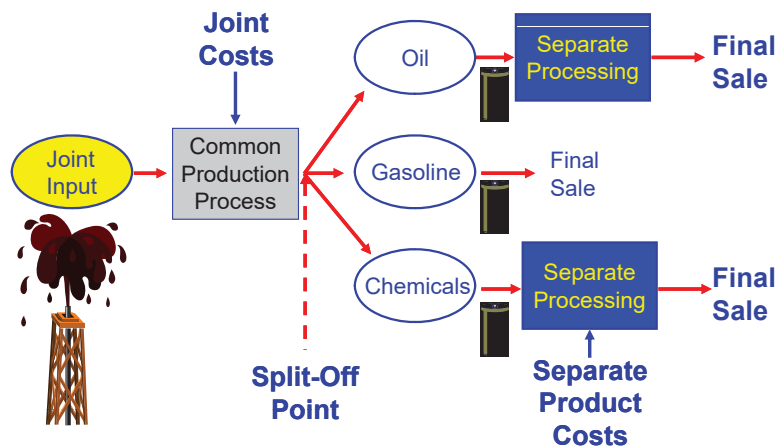 Joint
Costs
Oil
Separate
Processing
Final
Sale
Joint
Input
Common
Production
Process
Gasoline
Final
Sale
Chemicals
Separate
Processing
Final
Sale
Split-Off
Point
Separate
Product
Costs